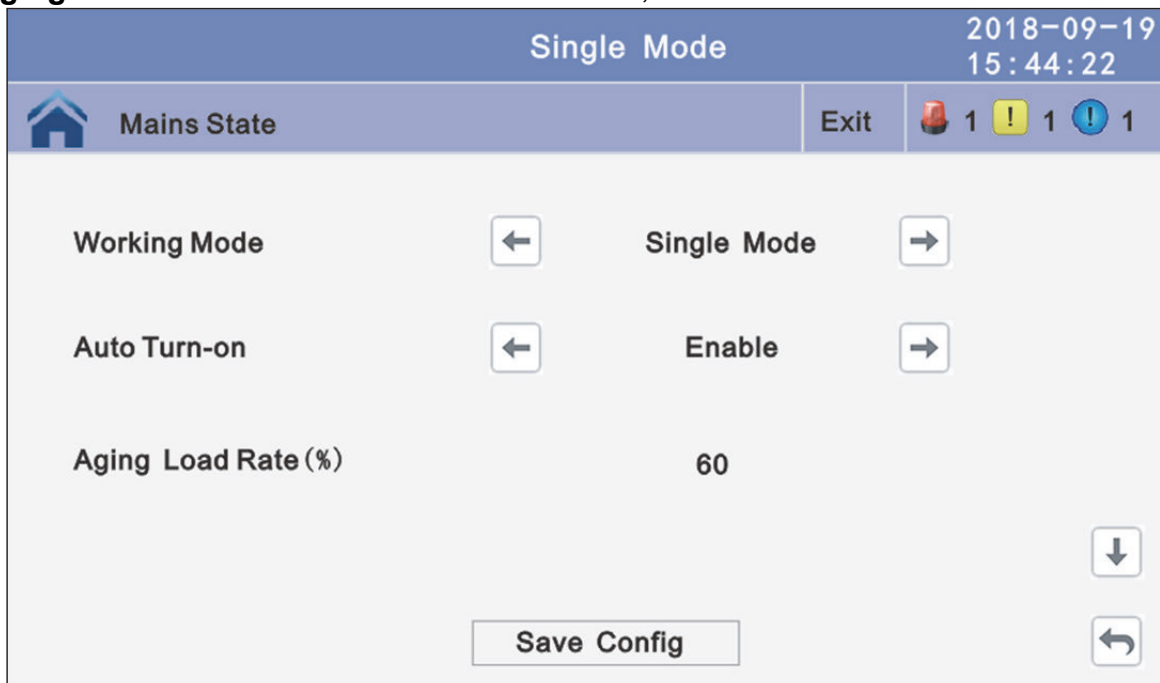 Single Mode
2018-09-19
15:44:22
Mains State
Exit
1 ! 1 ! 1
Working Mode
Single Mode
Auto Turn-on
Enable
Aging Load Rate(%)
60
Save Config